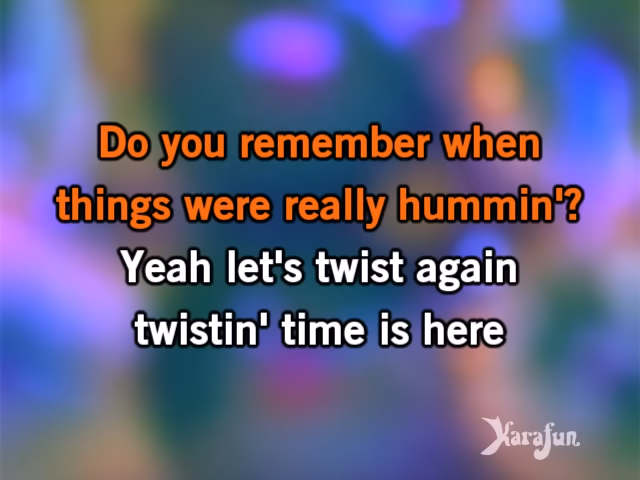 Do you remember when
things were really hummin'?
Yeah let's twist again
twistin' time is here
Karafun